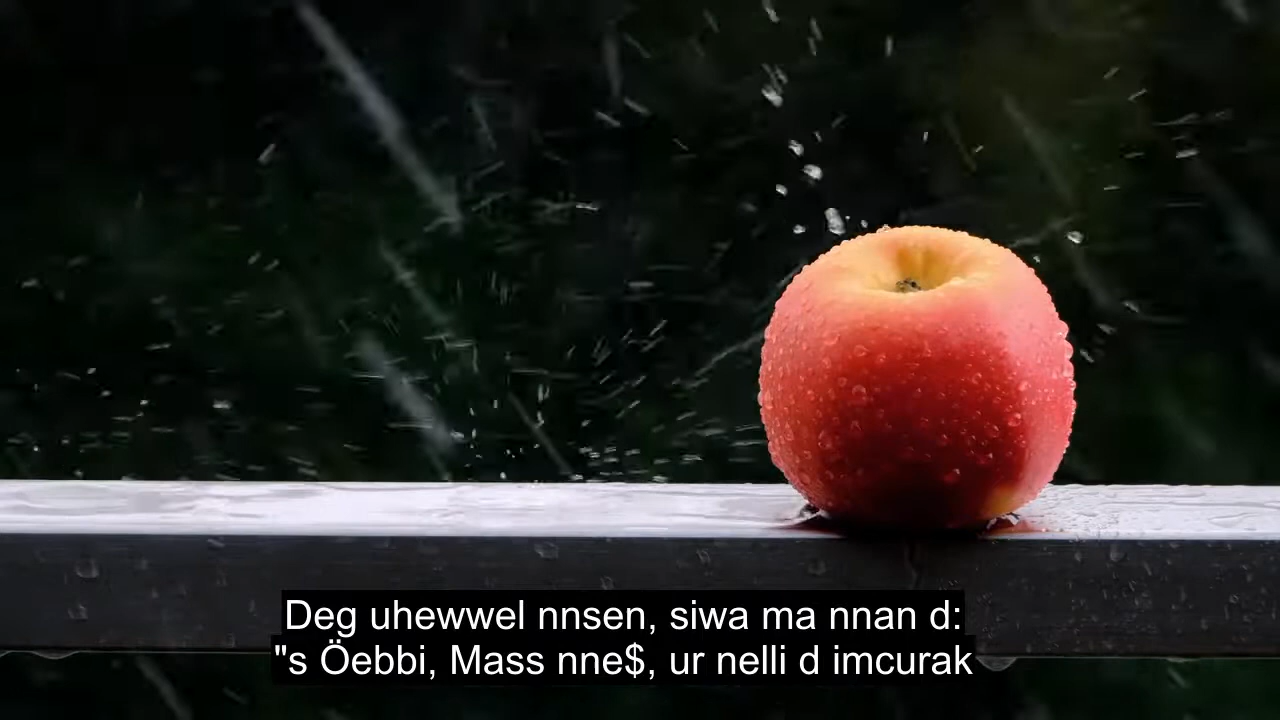 Deg uhewwel nnsen, siwa ma nnan d:
"s Öebbi, Mass nne$, ur nelli d imcurak